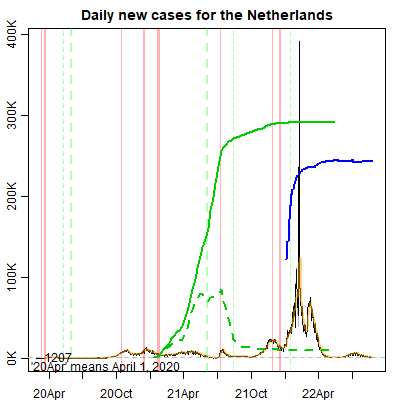 Daily new cases for the Netherlands
400K
300K
200K
100K
0K
1207
'20Apr' means April 1, 2020
20Apr
20Oct
21Apr
21Oct
22Apr